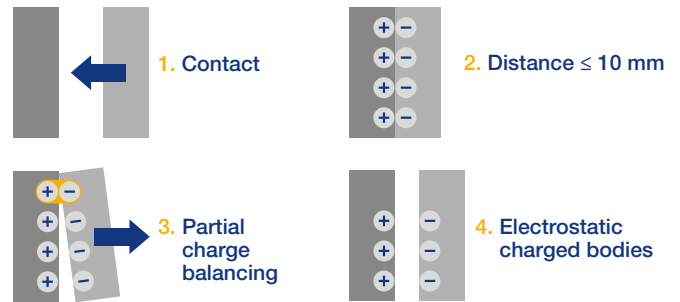 1. Contact
2. Distance ≤ 10 mm
+ −
+ −
+ −
+ −
3. Partial
charge
balancing
+ −
+ −
+ −
+ −
4. Electrostatic
charged bodies
+ −
+ −
+ −